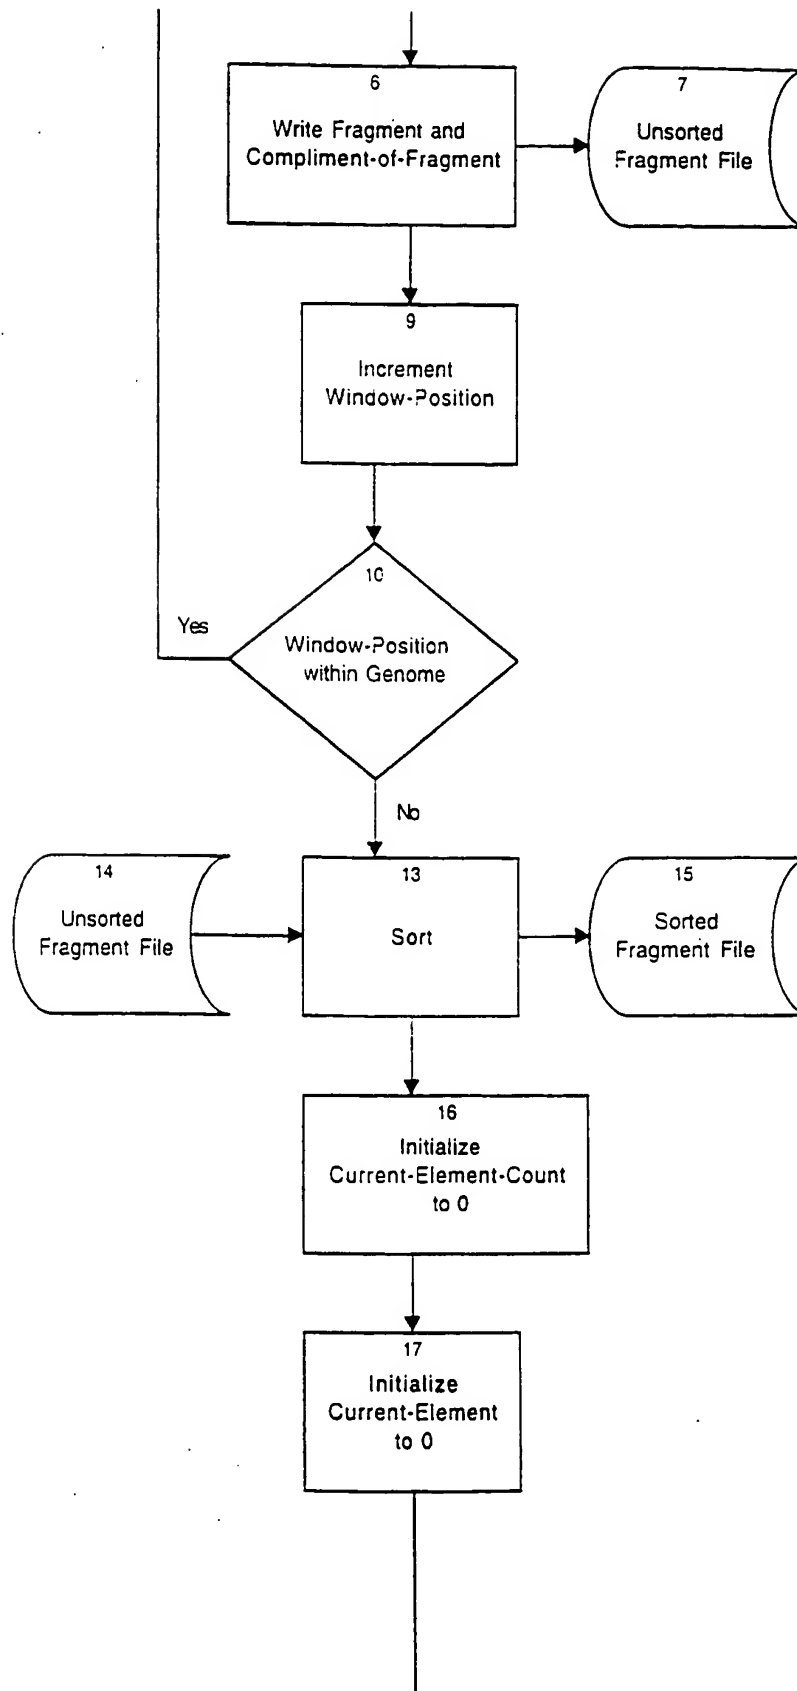 6
Write Fragment and
Compliment-of-Fragment
7
Unsorted
Fragment File
9
Increment
Window-Position
10
Window-Position
within Genome
Yes
No
14
Unsorted
Fragment File
13
Sort
15
Sorted
Fragment File
16
Initialize
Current-Element-Count
to 0
17
Initialize
Current-Element
to 0